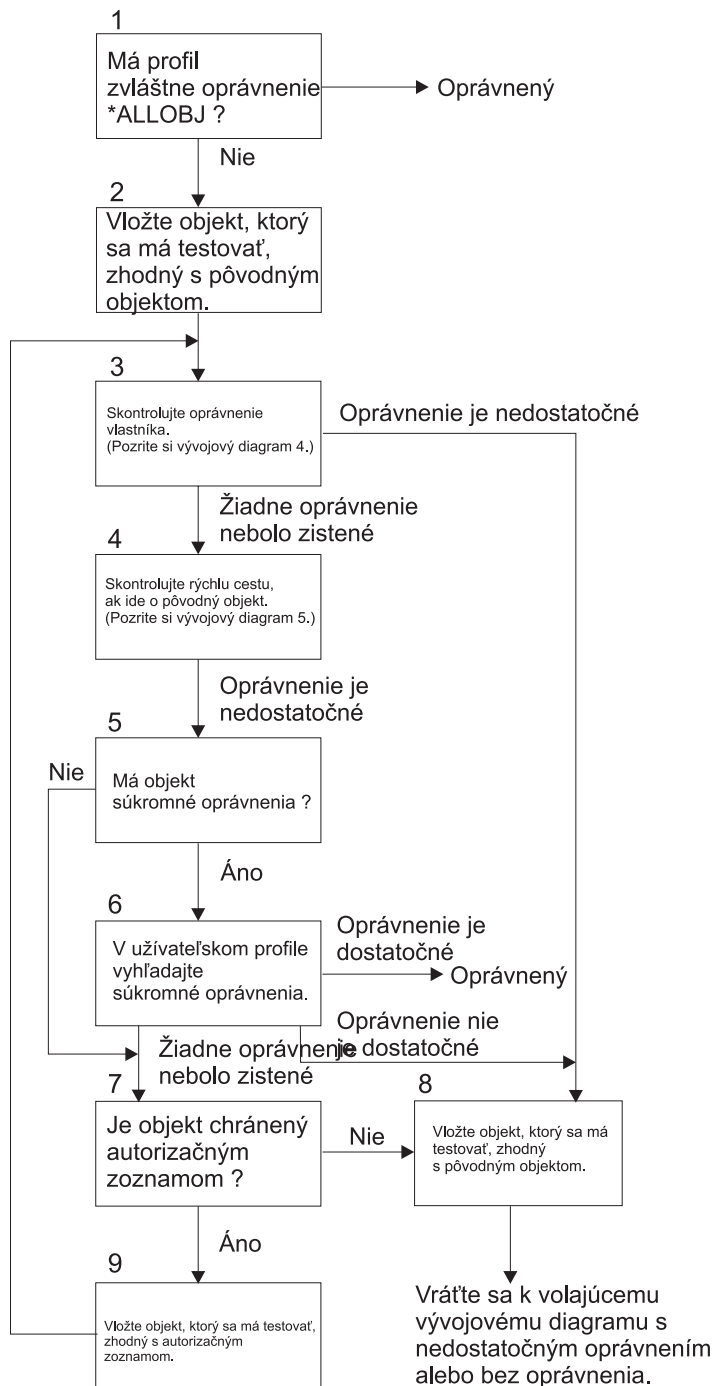 1
Má profil
zvláštne oprávnenie
*ALLOBJ ?
Oprávnený
Nie
2
Vložte objekt, ktorý
sa má testovať,
zhodný s pôvodným
objektom.
3
Skontrolujte oprávnenie
vlastníka.
(Pozrite si vývojový diagram 4.)
Oprávnenie je nedostatočné
Žiadne oprávnenie
nebolo zistené
4
Skontrolujte rýchlu cestu,
ak ide o pôvodný objekt.
(Pozrite si vývojový diagram 5.)
Oprávnenie je
nedostatočné
5
Nie
Má objekt
súkromné oprávnenia ?
Áno
6
V užívateľskom profile
vyhľadajte
súkromné oprávnenia.
Oprávnenie je
dostatočné
Oprávnený
Oprávnenie nie
je dostatočné
Žiadne oprávnenie
nebolo zistené
7
Je objekt chránený
autorizačným
zoznamom ?
Nie
8
Vložte objekt, ktorý sa má
testovať, zhodný
s pôvodným objektom.
Áno
9
Vložte objekt, ktorý sa má testovať,
zhodný s autorizačným
zoznamom.
Vráťte sa k volajúcemu
vývojovému diagramu s
nedostatočným oprávnením
alebo bez oprávnenia.